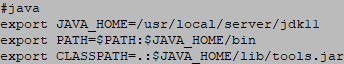 #java
export JAVA_HOME=/usr/local/server/jdk11
export PATH=$PATH:$JAVA_HOME/bin
export CLASSPATH=.:$JAVA_HOME/lib/tools.jar